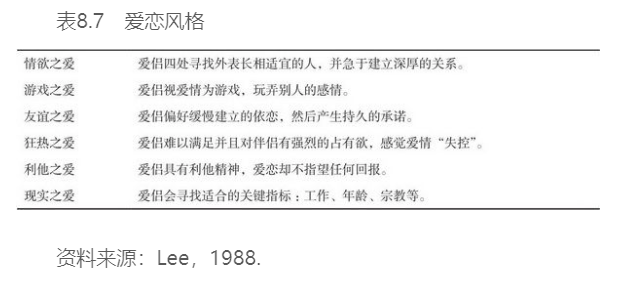 表8.7 爱恋风格
情欲之爱 爱侣四处寻找外表长相适宜的人，并急于建立深厚的关系。
游戏之爱 爱侣视爱情为游戏，玩弄别人的感情。
友谊之爱 爱侣偏好缓慢建立的依恋，然后产生持久的承诺。
狂热之爱 爱侣难以满足并且对伴侣有强烈的占有欲，感觉爱情“失控”。
利他之爱 爱侣具有利他精神，爱恋却不指望任何回报。
现实之爱 爱侣会寻找适合的关键指标：工作、年龄、宗教等。
资料来源：Lee，1988.